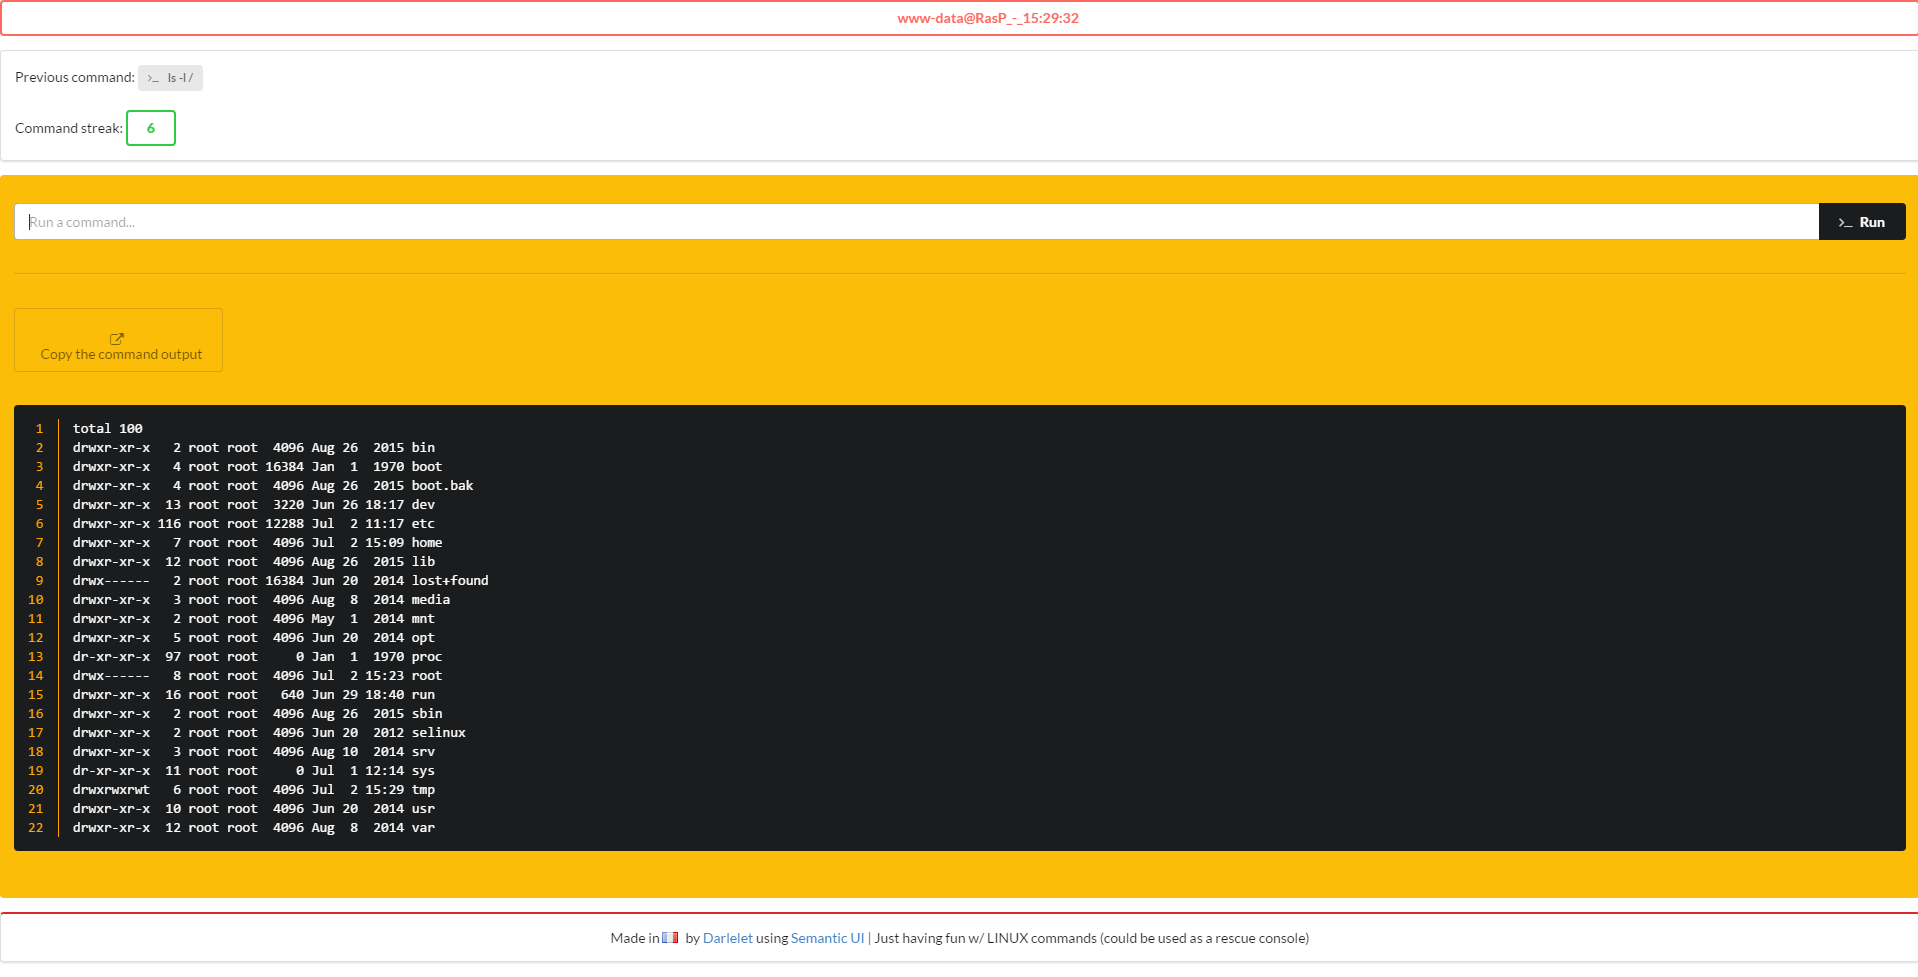 www-data@RasP_-_15:29:32
Previous command: >_ ls -l /
Command streak: 6
Run a command...
>_ Run
Copy the command output
1 total 100
2 drwxr-xr-x   2 root root  4096 Aug 26  2015 bin
3 drwxr-xr-x   4 root root 16384 Jan  1  1970 boot
4 drwxr-xr-x   4 root root  4096 Aug 26  2015 boot.bak
5 drwxr-xr-x  13 root root  3220 Jun 26 18:17 dev
6 drwxr-xr-x 116 root root 12288 Jul  2 11:17 etc
7 drwxr-xr-x   7 root root  4096 Jul  2 15:09 home
8 drwxr-xr-x  12 root root  4096 Aug 26  2015 lib
9 drwx------   2 root root 16384 Jun 20  2014 lost+found
10 drwxr-xr-x   3 root root  4096 Aug  8  2014 media
11 drwxr-xr-x   2 root root  4096 May  1  2014 mnt
12 drwxr-xr-x   5 root root  4096 Jun 20  2014 opt
13 dr-xr-xr-x  97 root root     0 Jan  1  1970 proc
14 drwx------   8 root root  4096 Jul  2 15:23 root
15 drwxr-xr-x  16 root root   640 Jun 29 18:40 run
16 drwxr-xr-x   2 root root  4096 Aug 26  2015 sbin
17 drwxr-xr-x   2 root root  4096 Jun 20  2012 selinux
18 drwxr-xr-x   3 root root  4096 Aug 10  2014 srv
19 dr-xr-xr-x  11 root root     0 Jul  1 12:14 sys
20 drwxrwxrwt   6 root root  4096 Jul  2 15:29 tmp
21 drwxr-xr-x  10 root root  4096 Jun 20  2014 usr
22 drwxr-xr-x  12 root root  4096 Aug  8  2014 var
Made in by Darlelet using Semantic UI | Just having fun w/ LINUX commands (could be used as a rescue console)